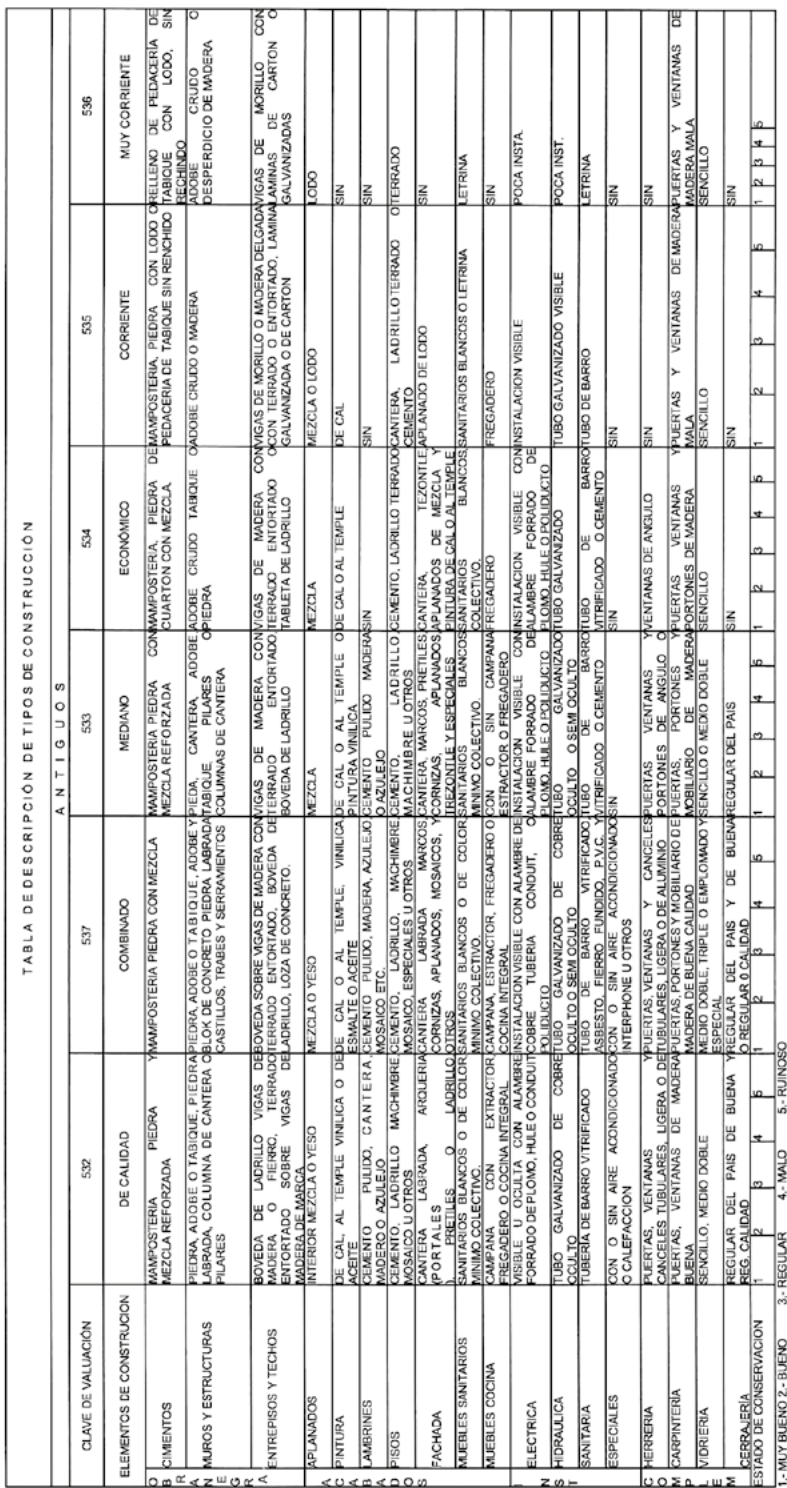 TABLA DE DESCRIPCIÓN DE TIPOS DE CONSTRUCCIÓN
ANTIGUOS
CLAVE DE VALUACIÓN 532 537 533 534 535 536
ELEMENTOS DE CONSTRUCION DE CALIDAD COMBINADO MEDIANO ECONÓMICO CORRIENTE MUY CORRIENTE
OBRA NEGRA
CIMIENTOS
MAMPOSTERIA PIEDRA Y MEZCLA REFORZADA
MAMPOSTERIA PIEDRA CON MEZCLA
MAMPOSTERIA PIEDRA CON MEZCLA REFORZADA
MAMPOSTERIA, PIEDRA DE CUARTON CON MEZCLA.
MAMPOSTERIA, PIEDRA CON LODO O PEDACERIA DE TABIQUE SIN RENCHIDO
RELLENO DE PEDACERÍA DE TABIQUE CON LODO, SIN RECHINDO
MUROS Y ESTRUCTURAS
PIEDRA, ADOBE O TABIQUE, PIEDRA LABRADA, COLUMNA DE CANTERA O PILARES
PIEDRA, ADOBE O TABIQUE, ADOBE Y BLOK DE CONCRETO PIEDRA LABRADA CASTILLOS, TRABES Y SERRAMIENTOS
PIEDA, CANTERA, ADOBE, TABIQUE, PILARES O COLUMNAS DE CANTERA
ADOBE CRUDO TABIQUE O PIEDRA
ADOBE CRUDO O MADERA
ADOBE CRUDO O DESPERDICIO DE MADERA
ENTREPISOS Y TECHOS
BOVEDA DE LADRILLO VIGAS DE MADERA O FIERRO, TERRADO ENTORTADO SOBRE VIGAS DE MADERA DE MARCA
BOVEDA SOBRE VIGAS DE MADERA CON TERRADO ENTORTADO, BOVEDA DE LADRILLO, LOZA DE CONCRETO.
VIGAS DE MADERA CON TERRADO ENTORTADO, BOVEDA DE LADRILLO
VIGAS DE MADERA CON TERRADO ENTORTADO O TABLETA DE LADRILLO
VIGAS DE MORILLO O MADERA DELGADA CON TERRADO O ENTORTADO, LAMINA GALVANIZADA O DE CARTON
VIGAS DE MORILLO CON LAMINAS DE CARTON O GALVANIZADAS
ACABADOS
APLANADOS
INTERIOR MEZCLA O YESO
MEZCLA O YESO
MEZCLA
MEZCLA
MEZCLA O LODO
LODO
PINTURA
DE CAL, AL TEMPLE VINILICA O DE ACEITE
DE CAL O AL TEMPLE, VINILICA, ESMALTE O ACEITE
DE CAL O AL TEMPLE O PINTURA VINILICA
DE CAL O AL TEMPLE
DE CAL
SIN
LAMBRINES
CEMENTO PULIDO, CANTERA, MADERO O AZULEJO
CEMENTO PULIDO, MADERA, AZULEJO, MOSAICO ETC.
CEMENTO PULIDO MADERA O AZULEJO
SIN
SIN
SIN
PISOS
CEMENTO, LADRILLO MACHIMBRE, MOSAICO U OTROS
CEMENTO, LADRILLO, MACHIMBRE, MOSAICO, ESPECIALES U OTROS
CEMENTO, LADRILLO, MACHIMBRE U OTROS
CEMENTO, LADRILLO TERRADO
CANTERA, LADRILLO TERRADO O CEMENTO
TERRADO
FACHADA
CANTERA LABRADA, ARQUERIA (PORTALES ), PRETILES O LADRILLO
CANTERA LABRADA MARCOS, CORNIZAS, APLANADOS, MOSAICOS, Y OTROS
CANTERA, MARCOS, PRETILES, CORNIZAS, APLANADOS, TREZONTLE Y ESPECIALES
CANTERA, TEZONTLE, APLANADOS DE MEZCLA Y PINTURA DE CAL O AL TEMPLE
APLANADO DE LODO
SIN
MUEBLES SANITARIOS
SANITARIOS BLANCOS O DE COLOR MINIMO COLECTIVO.
SANITARIOS BLANCOS O DE COLOR MINIMO COLECTIVO.
SANITARIOS BLANCOS MINIMO COLECTIVO.
SANITARIOS BLANCOS, COLECTIVO.
SANITARIOS BLANCOS O LETRINA
LETRINA
MUEBLES COCINA
CAMPANA CON EXTRACTOR FREGADERO O COCINA INTEGRAL
CAMPANA, ESTRACTOR, FREGADERO O COCINA INTEGRAL
CON O SIN CAMPANA ESTRACTOR O FREGADERO
FREGADERO
FREGADERO
SIN
INST
ELECTRICA
VISIBLE U OCULTA CON ALAMBRE FORRADO DE PLOMO, HULE O CONDUIT
INSTALACION VISIBLE CON ALAMBRE DE COBRE TUBERIA CONDUIT, O POLIDUCTO
INSTALACION VISIBLE CON ALAMBRE FORRADO DE PLOMO, HULE O POLIDUCTO
INSTALACION VISIBLE CON ALAMBRE FORRADO DE PLOMO, HULE O POLIDUCTO
INSTALACION VISIBLE
POCA INSTA.
HIDRAULICA
TUBO GALVANIZADO DE COBRE OCULTO
TUBO GALVANIZADO DE COBRE OCULTO O SEMI OCULTO
TUBO GALVANIZADO OCULTO O SEMI OCULTO
TUBO GALVANIZADO
TUBO GALVANIZADO VISIBLE
POCA INST.
SANITARIA
TUBERÍA DE BARRO VITRIFICADO
TUBO DE BARRO VITRIFICADO, ASBESTO, FIERRO FUNDIDO, P.V.C. Y
TUBO DE BARRO VITRIFICADO O CEMENTO
TUBO DE BARRO VITRIFICADO O CEMENTO
TUBO DE BARRO
LETRINA
ESPECIALES
CON O SIN AIRE ACONDICIONADO O CALEFACCION
CON O SIN AIRE ACONDICIONADO INTERPHONE U OTROS
SIN
SIN
SIN
SIN
COMPLEM
HERRERIA
PUERTAS, VENTANAS Y CANCELES TUBULARES, LIGERA O DE
PUERTAS, VENTANAS Y CANCELES TUBULARES, LIGERA O DE ALUMINIO
PUERTAS VENTANAS Y PORTONES DE ANGULO O
VENTANAS DE ANGULO
SIN
SIN
CARPINTERÍA
PUERTAS, VENTANAS DE MADERA BUENA
PUERTAS, PORTONES Y MOBILIARIO DE MADERA DE BUENA CALIDAD
PUERTAS, PORTONES Y MOBILIARIO DE MADERA
PUERTAS VENTANAS Y PORTONES DE MADERA
PUERTAS Y VENTANAS DE MADERA MALA
PUERTAS Y VENTANAS DE MADERA MALA
VIDRIERIA
SENCILLO, MEDIO DOBLE
MEDIO DOBLE, TRIPLE O EMPLOMADO Y ESPECIAL
SENCILLO O MEDIO DOBLE
SENCILLO
SENCILLO
SENCILLO
CERRAJERÍA
REGULAR DEL PAIS DE BUENA Y REG. CALIDAD
REGULAR DEL PAIS Y DE BUENA O REGULAR O CALIDAD
REGULAR DEL PAIS
SIN
SIN
SIN
ESTADO DE CONSERVACION 1 2 3 4 5 1 2 3 4 5 1 2 3 4 5 1 2 3 4 5 1 2 3 4 5 1 2 3 4 5
1.- MUY BUENO 2.- BUENO 3.- REGULAR 4.- MALO 5.- RUINOSO